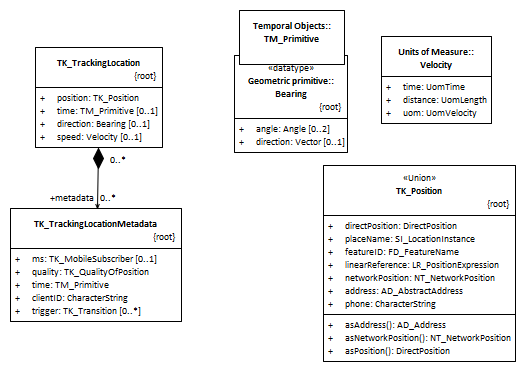 TK_TrackingLocation
{root}
+ position: TK_Position
+ time: TM_Primitive [0..1]
+ direction: Bearing [0..1]
+ speed: Velocity [0..1]
0..*
+metadata 0..*
TK_TrackingLocationMetadata
{root}
+ ms: TK_MobileSubscriber [0..1]
+ quality: TK_QualityOfPosition
+ time: TM_Primitive
+ clientID: CharacterString
+ trigger: TK_Transition [0..*]
Temporal Objects::
TM_Primitive
«datatype»
Geometric primitive::
Bearing
{root}
+ angle: Angle [0..2]
+ direction: Vector [0..1]
Units of Measure::
Velocity
+ time: UomTime
+ distance: UomLength
+ uom: UomVelocity
«Union»
TK_Position
{root}
+ directPosition: DirectPosition
+ placeName: SI_LocationInstance
+ featureID: FD_FeatureName
+ linearReference: LR_PositionExpression
+ networkPosition: NT_NetworkPosition
+ address: AD_AbstractAddress
+ phone: CharacterString
+ asAddress(): AD_Address
+ asNetworkPosition(): NT_NetworkPosition
+ asPosition(): DirectPosition